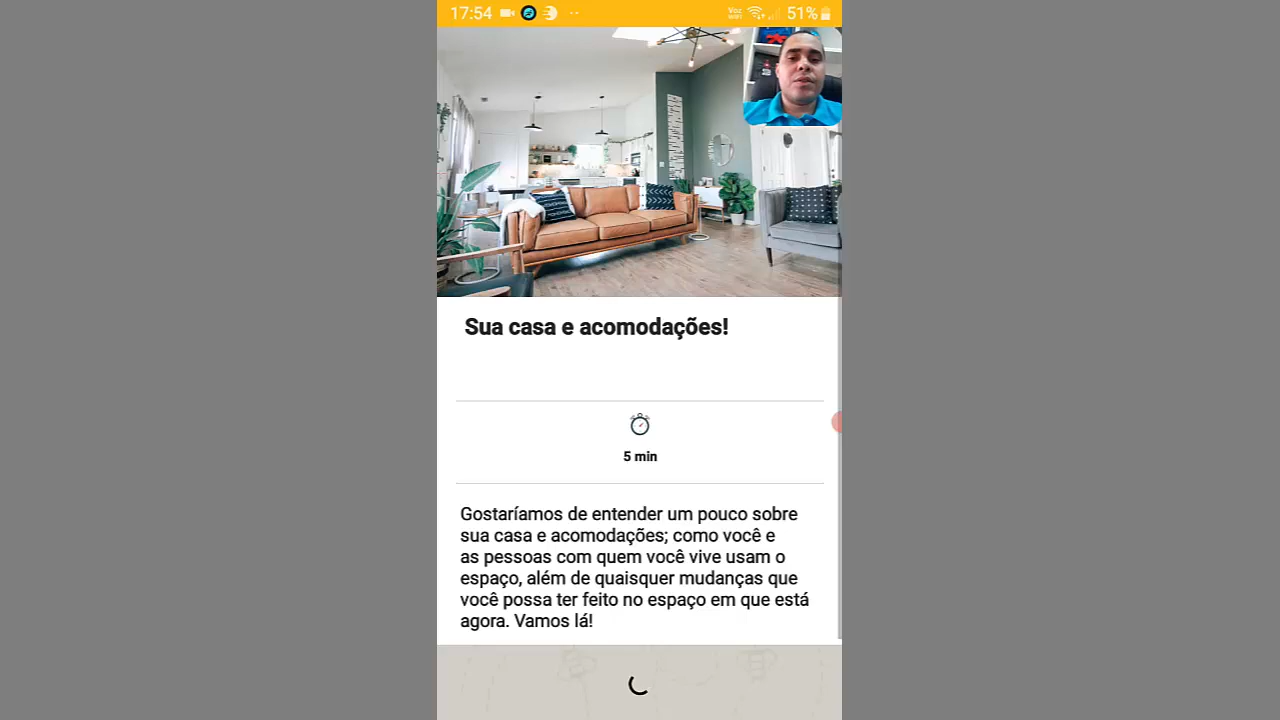 17:54
Voz
WiFi
51%
Sua casa e acomodações!
5 min
Gostaríamos de entender um pouco sobre
sua casa e acomodações; como você e
as pessoas com quem você vive usam o
espaço, além de quaisquer mudanças que
você possa ter feito no espaço em que está
agora. Vamos lá!